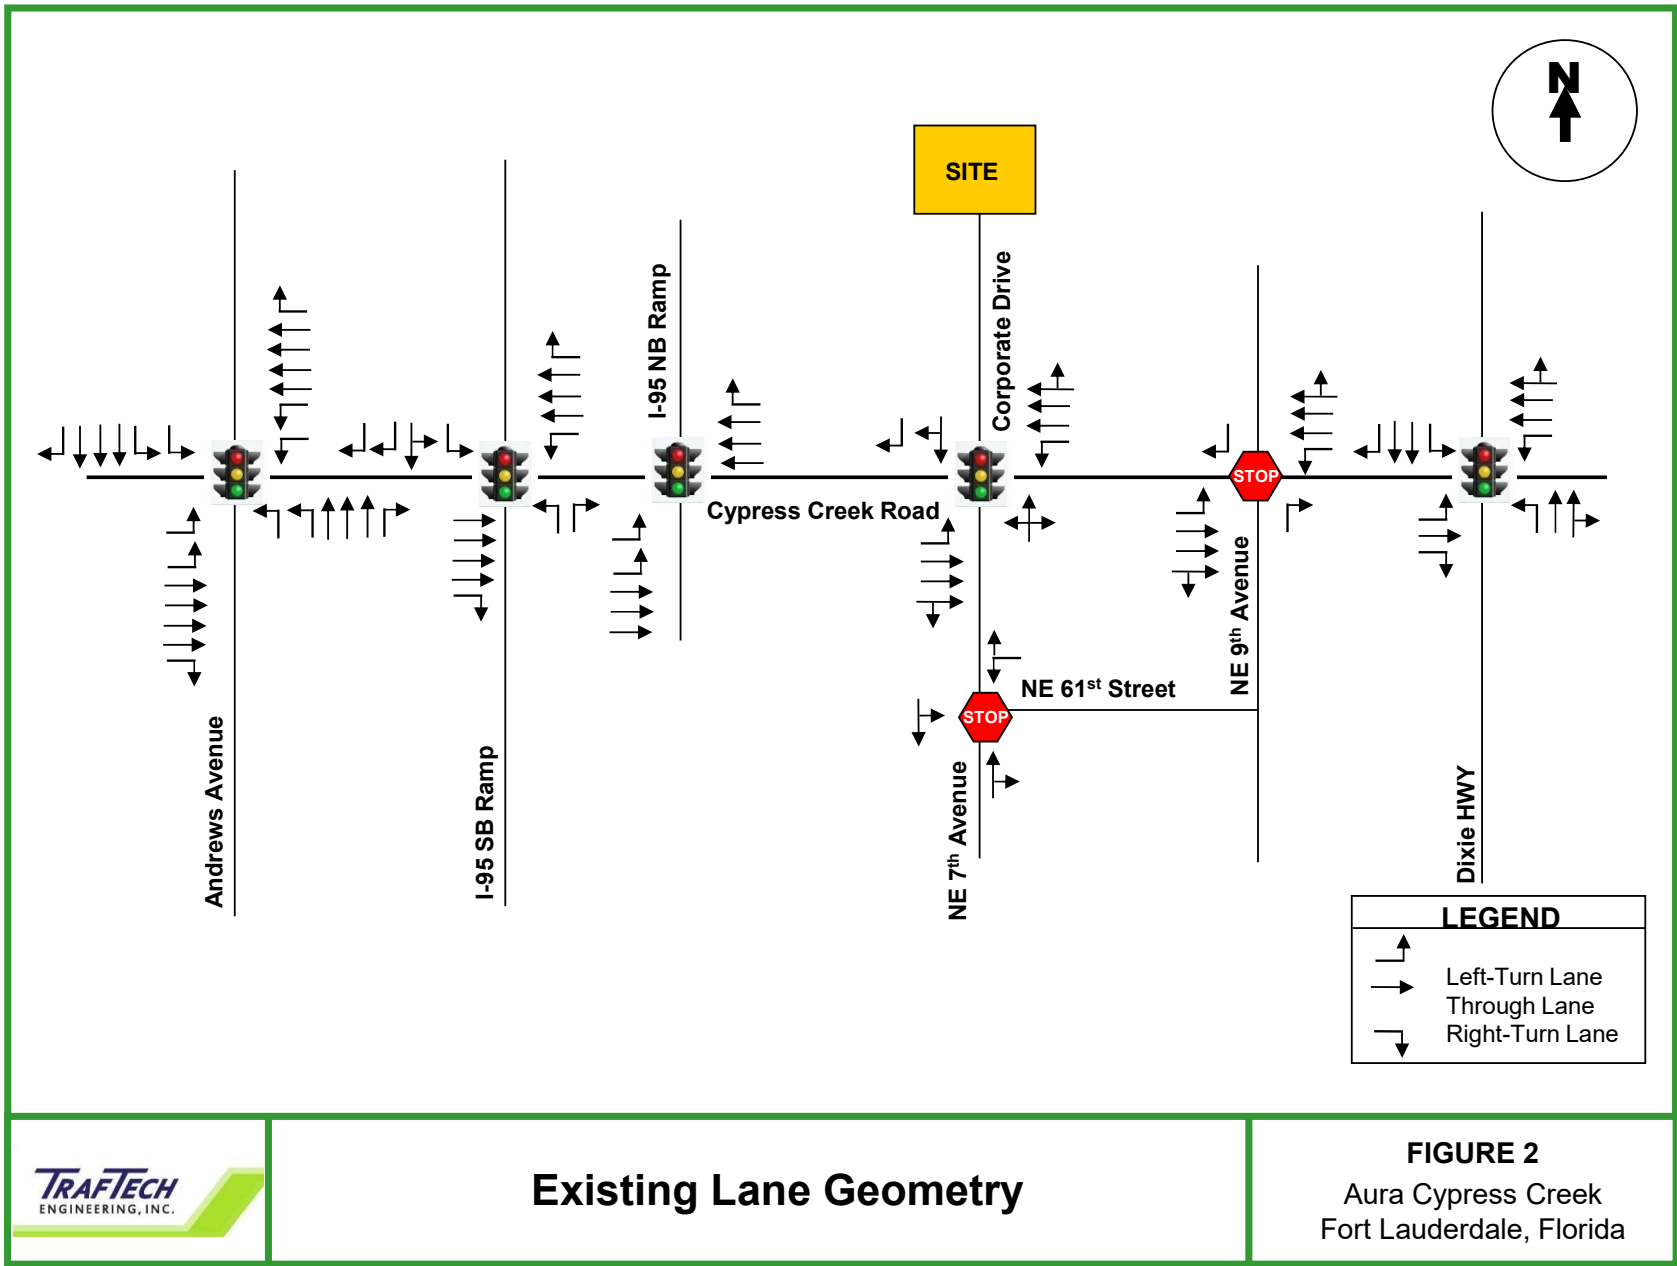 N
SITE
I-95 NB Ramp
Corporate Drive
Cypress Creek Road
STOP
NE 9th Avenue
NE 61st Street
STOP
Andrews Avenue
I-95 SB Ramp
NE 7th Avenue
Dixie HWY
LEGEND
Left-Turn Lane
Through Lane
Right-Turn Lane
TRAFTECH
ENGINEERING, INC.
Existing Lane Geometry
FIGURE 2
Aura Cypress Creek
Fort Lauderdale, Florida